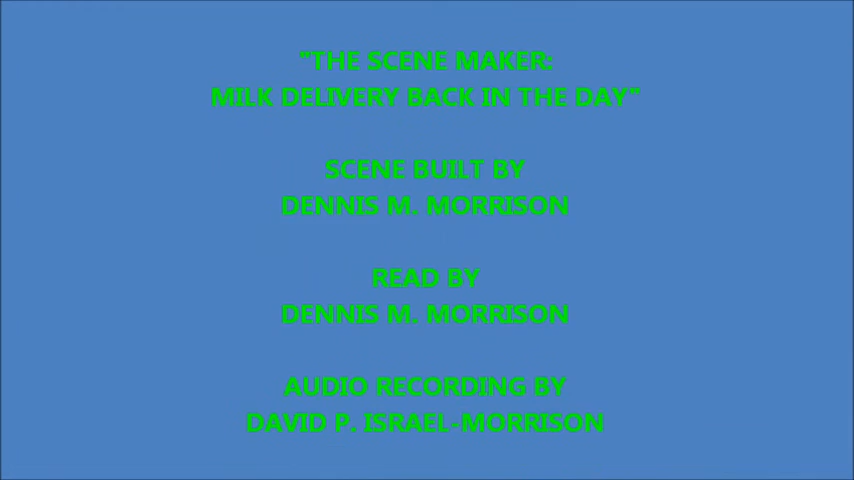 "THE SCENE MAKER:
MILK DELIVERY BACK IN THE DAY"
SCENE BUILT BY
DENNIS M. MORRISON
READ BY
DENNIS M. MORRISON
AUDIO RECORDING BY
DAVID P. ISRAEL-MORRISON